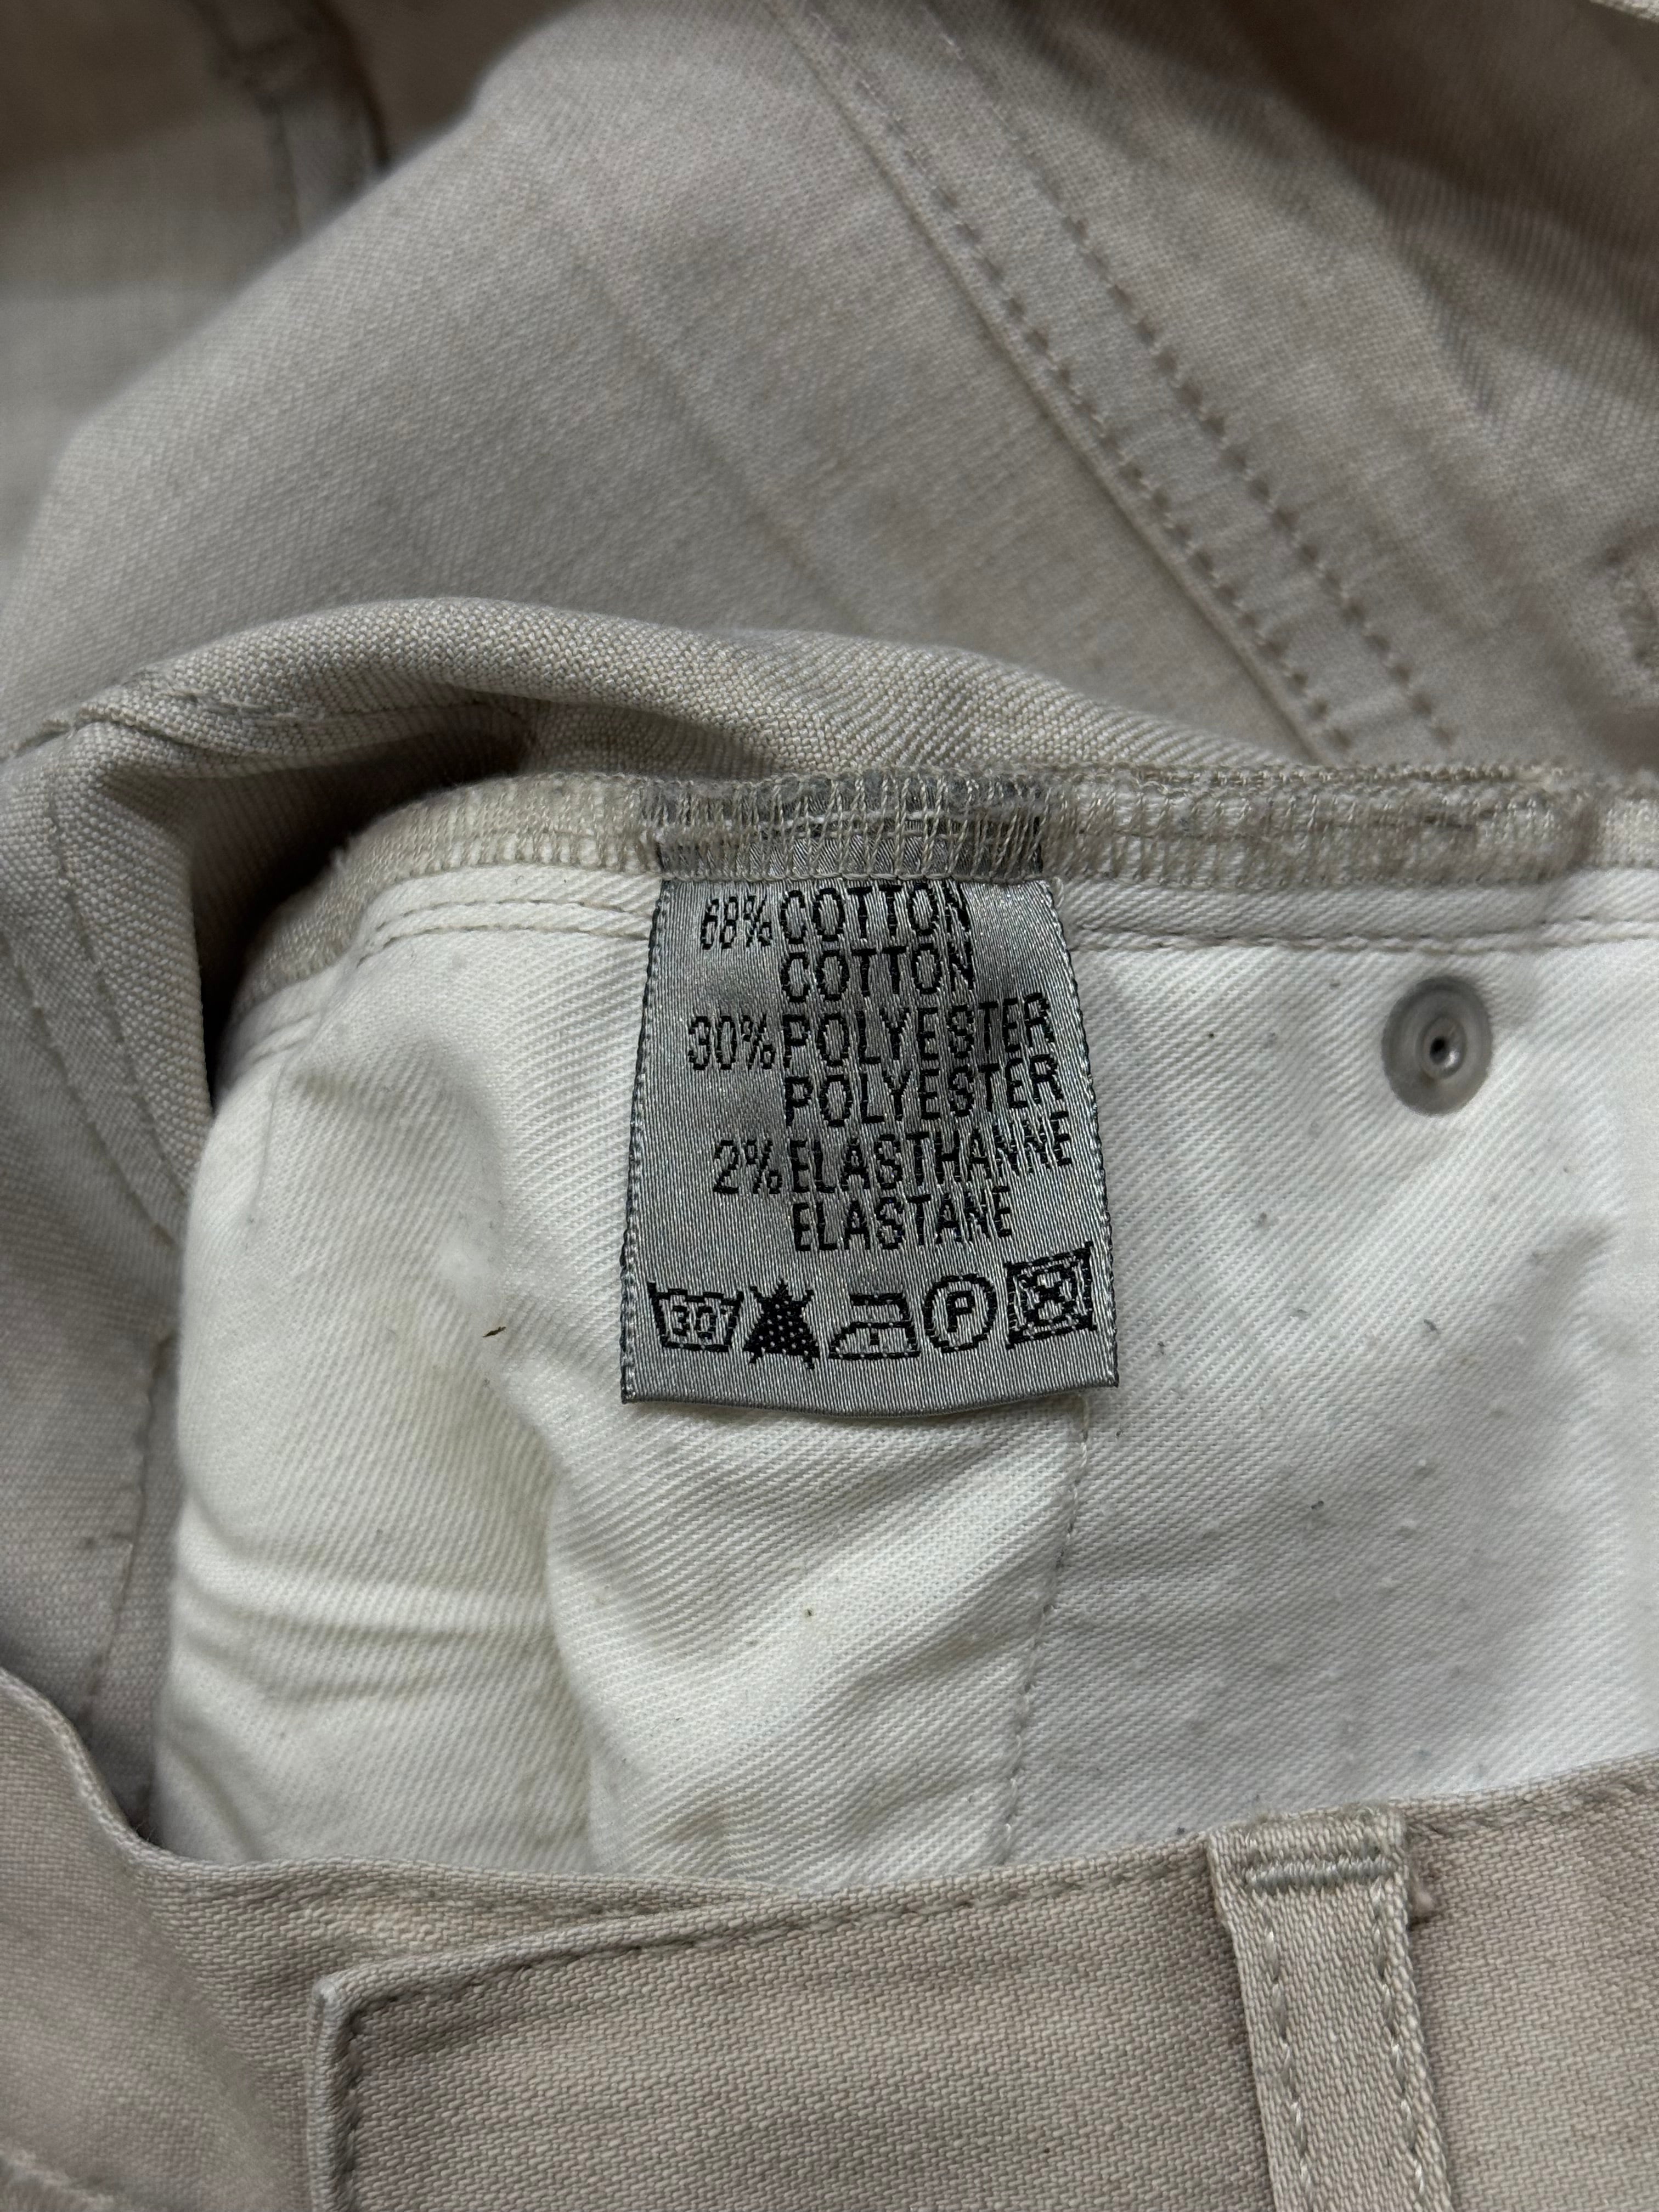 68% COTTON
COTTON
30% POLYESTER
POLYESTER
2% ELASTHANNE
ELASTANE
30° P